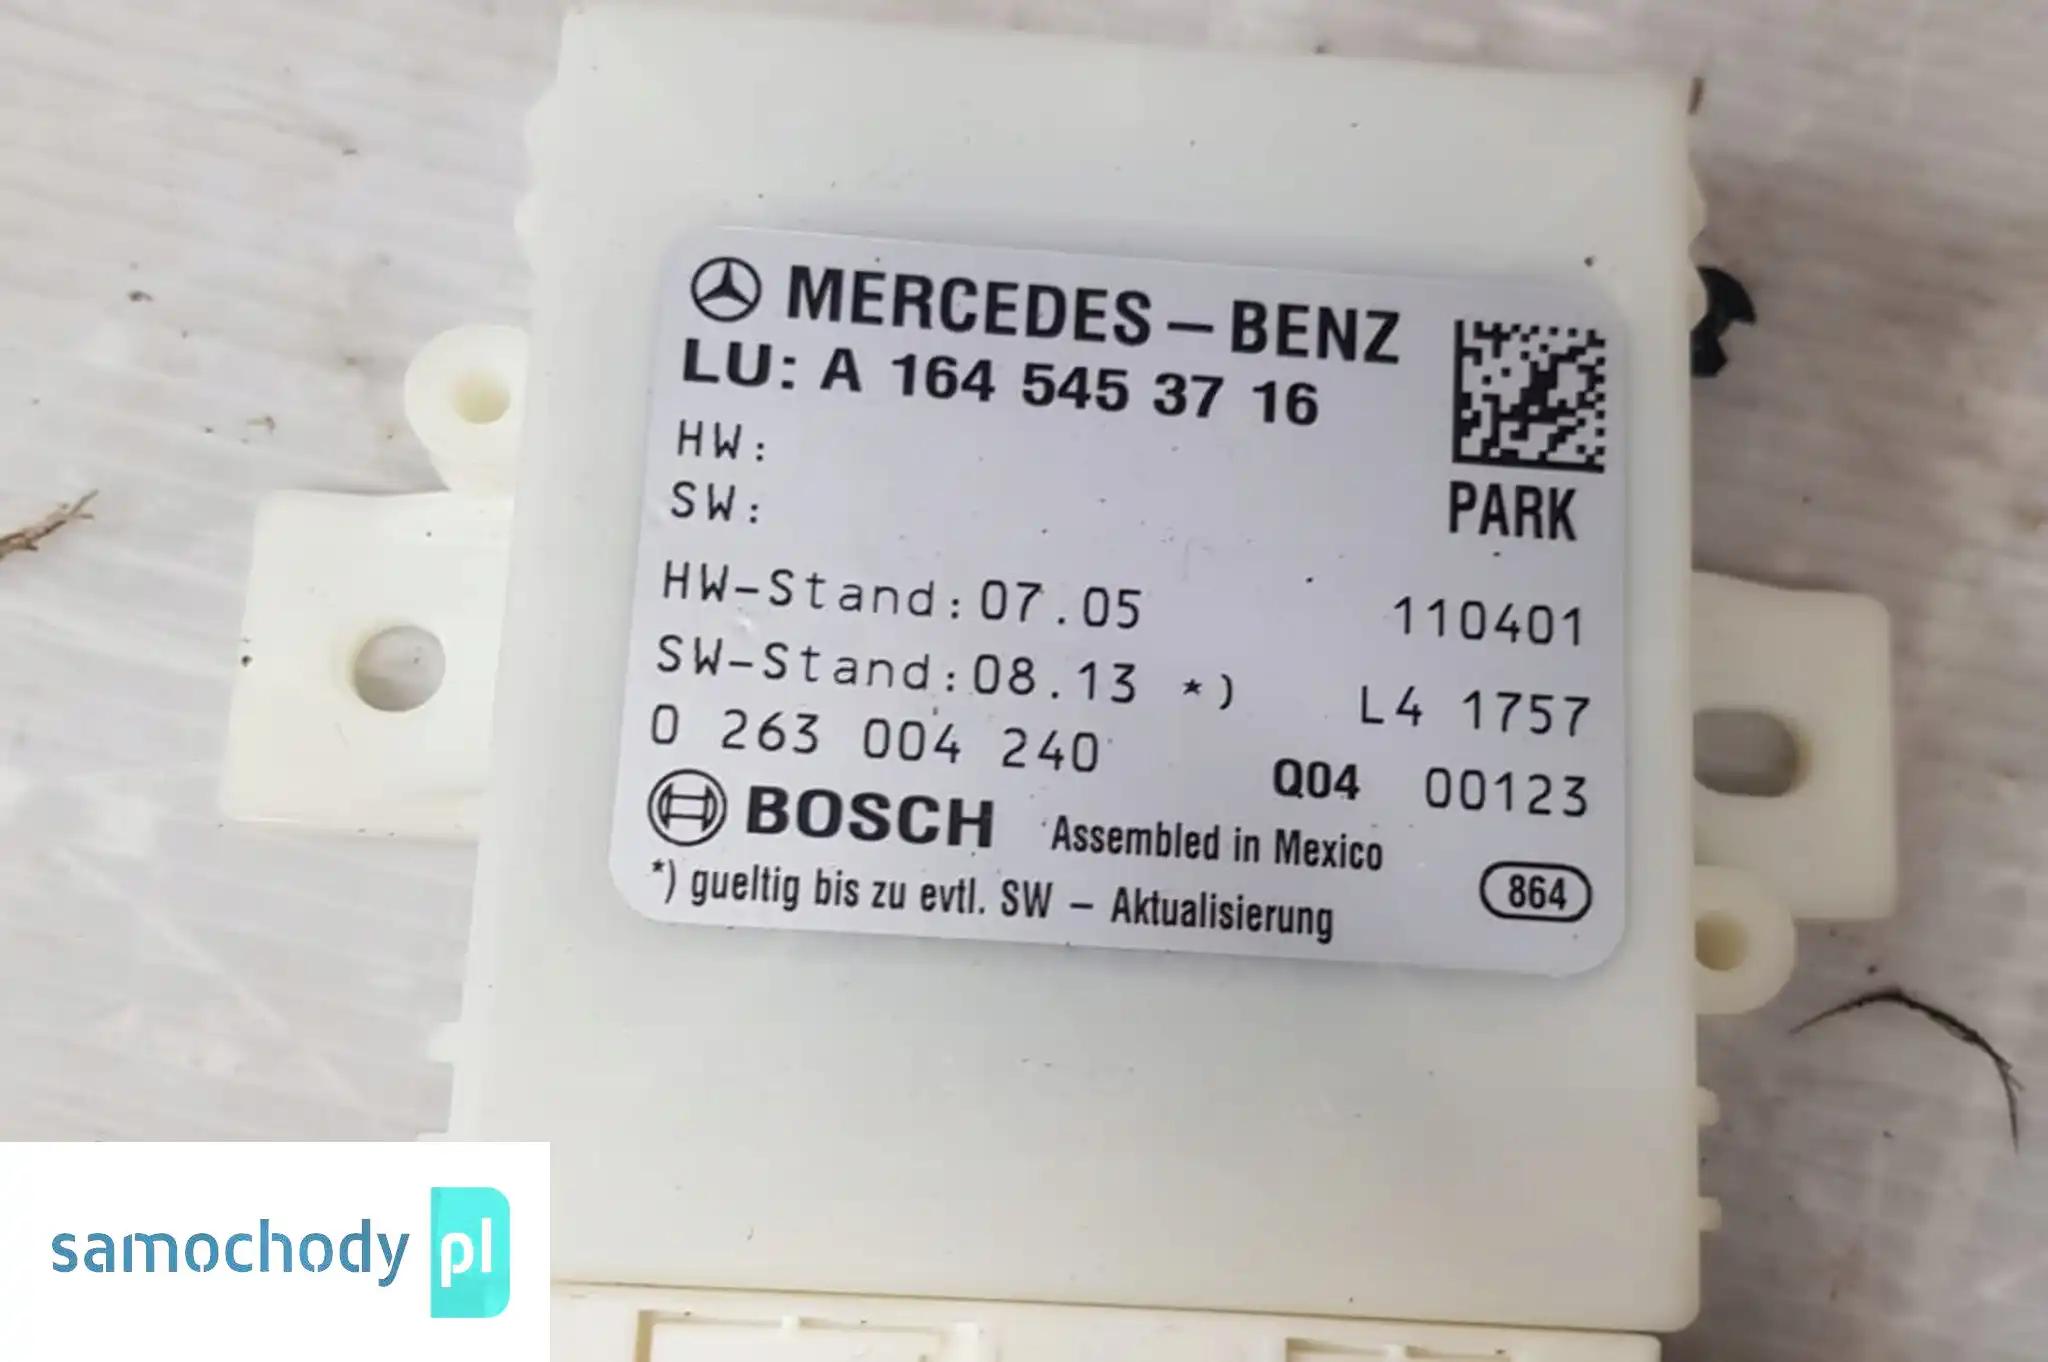 MERCEDES-BENZ
LU: A 164 545 37 16
HW:
SW:
PARK
HW-Stand:07.05 110401
SW-Stand:08.13 *) L4 1757
0 263 004 240 Q04 00123
BOSCH Assembled in Mexico
*) gueltig bis zu evtl. SW - Aktualisierung 864
samochody pl